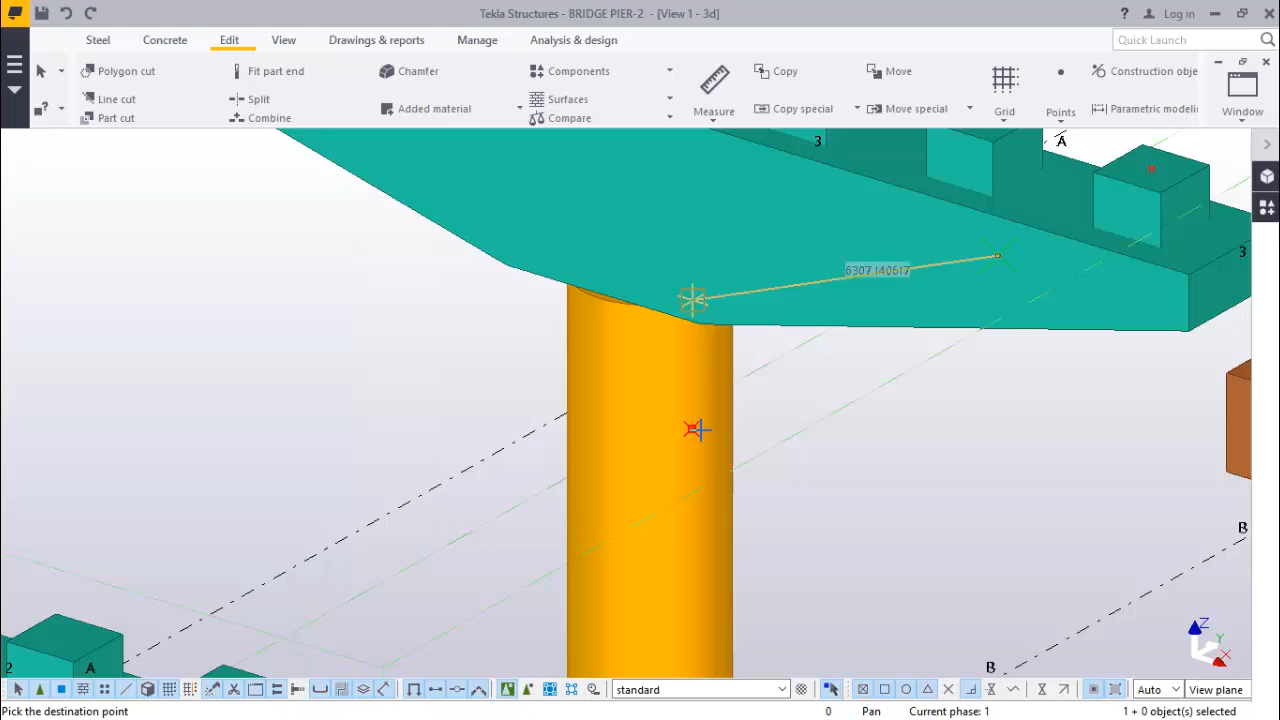 Tekla Structures - BRIDGE PIER-2 - [View 1 - 3d]
? Log in
Steel Concrete Edit View Drawings & reports Manage Analysis & design Quick Launch
Polygon cut Fit part end Chamfer Components Copy Move Construction obje
Line cut Split Surfaces
Added material Measure Copy special Move special Grid Points Parametric modeli Window
Part cut Combine Compare
3 A
3
6307.140617
B
2 A B
Z
Y
X
standard Auto View plane
Pick the destination point 0 Pan Current phase: 1 1 + 0 object(s) selected